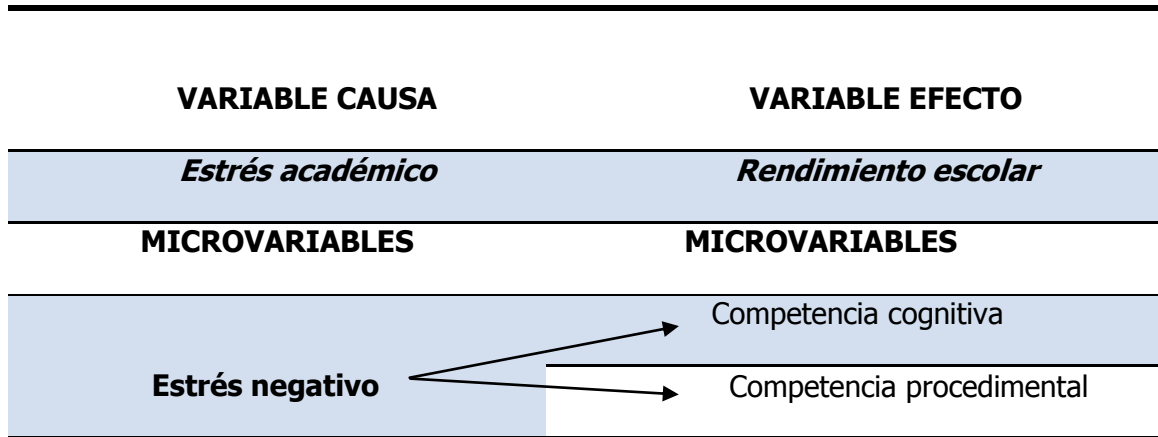 VARIABLE CAUSA VARIABLE EFECTO
Estrés académico Rendimiento escolar
MICROVARIABLES MICROVARIABLES
Competencia cognitiva
Estrés negativo Competencia procedimental